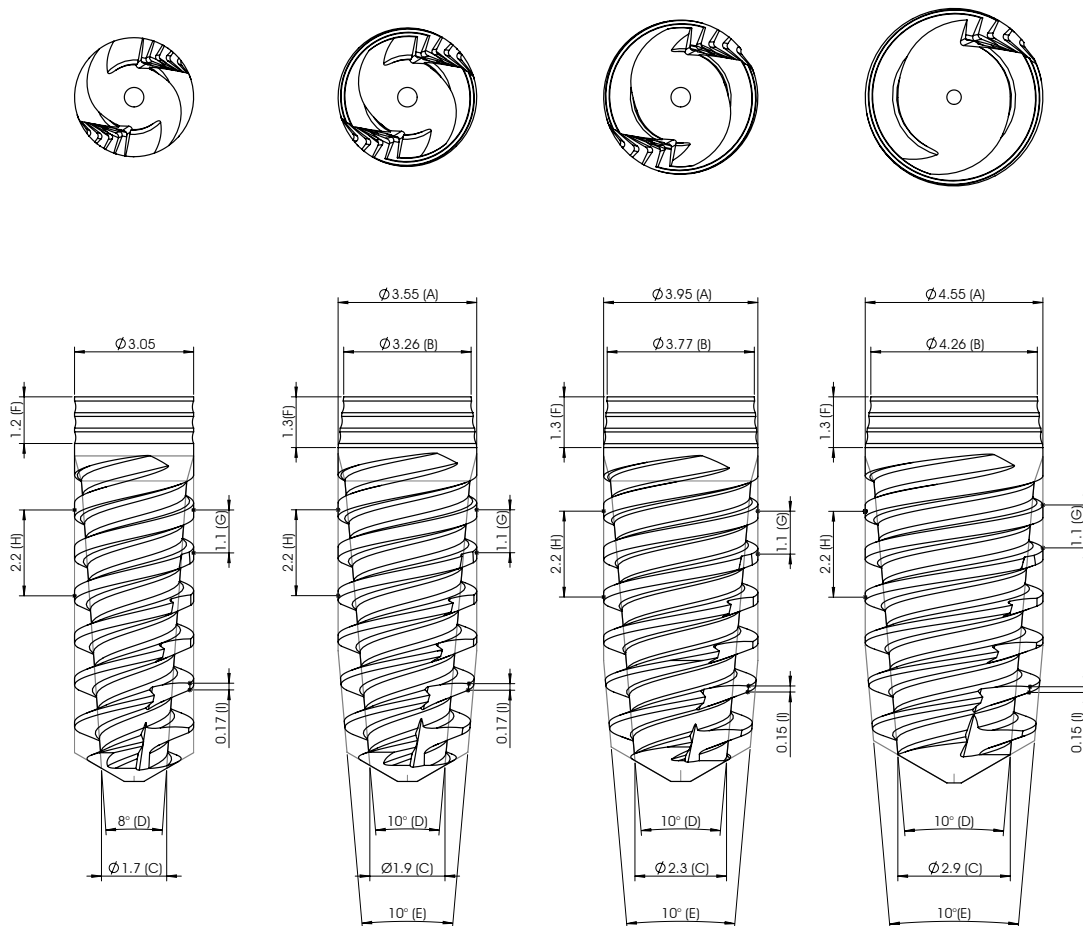 Ø3.55 (A)
Ø3.95 (A)
Ø4.55 (A)
Ø3.05
Ø3.26 (B)
Ø3.77 (B)
Ø4.26 (B)
1.2 (F)
1.3(F)
1.3 (F)
1.3 (F)
2.2 (H)
1.1 (G)
2.2 (H)
1.1 (G)
2.2 (H)
1.1 (G)
2.2 (H)
1.1 (G)
0.17 (I)
0.17 (I)
0.15 (I)
0.15 (I)
8° (D)
10° (D)
10° (D)
10° (D)
Ø1.7 (C)
Ø1.9 (C)
Ø2.3 (C)
Ø2.9 (C)
10° (E)
10°(E)
10°(E)